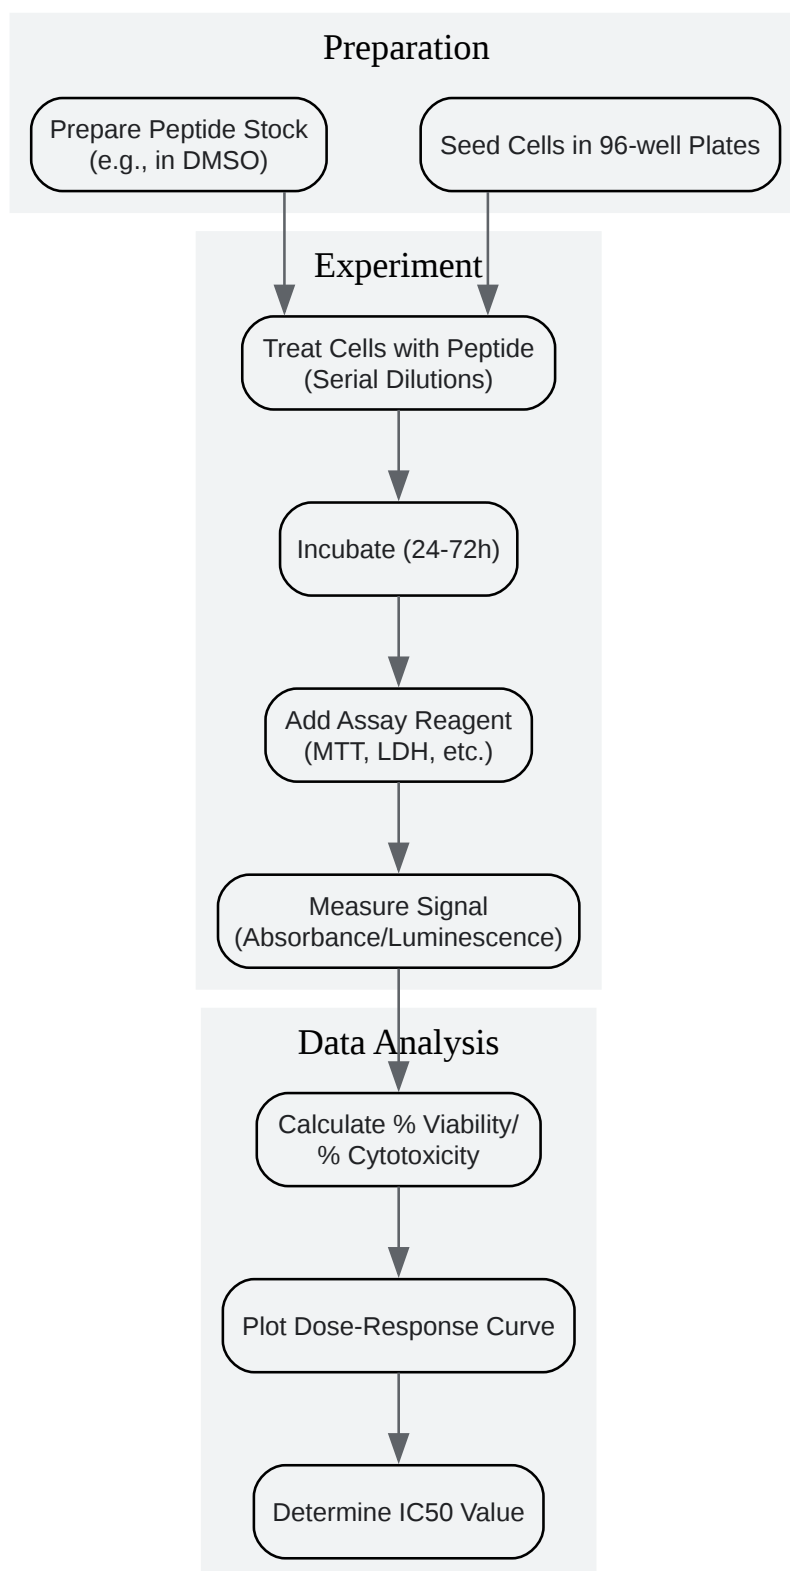 Preparation
Prepare Peptide Stock
(e.g., in DMSO)
Seed Cells in 96-well Plates
Experiment
Treat Cells with Peptide
(Serial Dilutions)
Incubate (24-72h)
Add Assay Reagent
(MTT, LDH, etc.)
Measure Signal
(Absorbance/Luminescence)
Data Analysis
Calculate % Viability/
% Cytotoxicity
Plot Dose-Response Curve
Determine IC50 Value